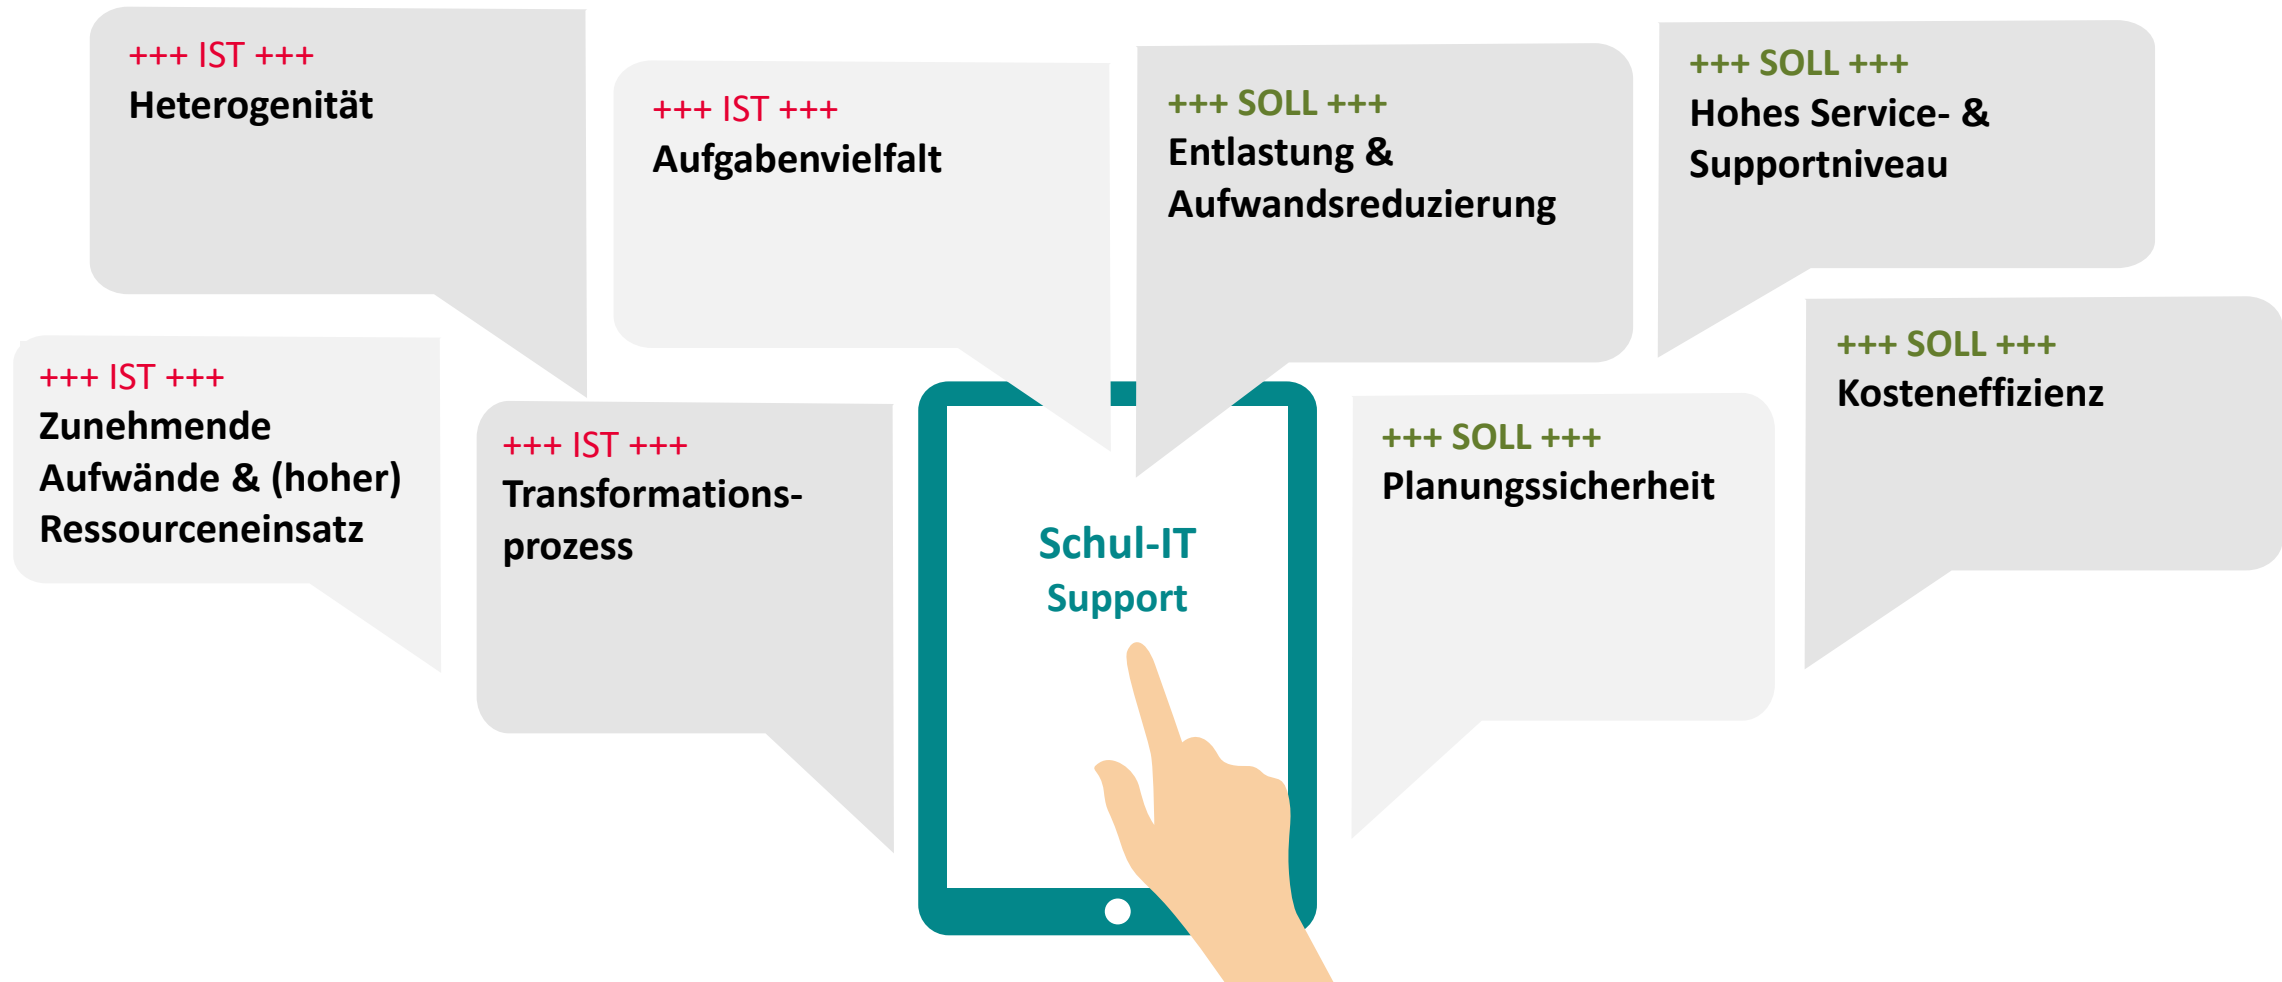 +++ IST +++
Heterogenität
+++ IST +++
Aufgabenvielfalt
+++ SOLL +++
Entlastung &
Aufwandsreduzierung
+++ SOLL +++
Hohes Service- &
Supportniveau
+++ IST +++
Zunehmende
Aufwände & (hoher)
Ressourceneinsatz
+++ IST +++
Transformations-
prozess
Schul-IT
Support
+++ SOLL +++
Planungssicherheit
+++ SOLL +++
Kosteneffizienz